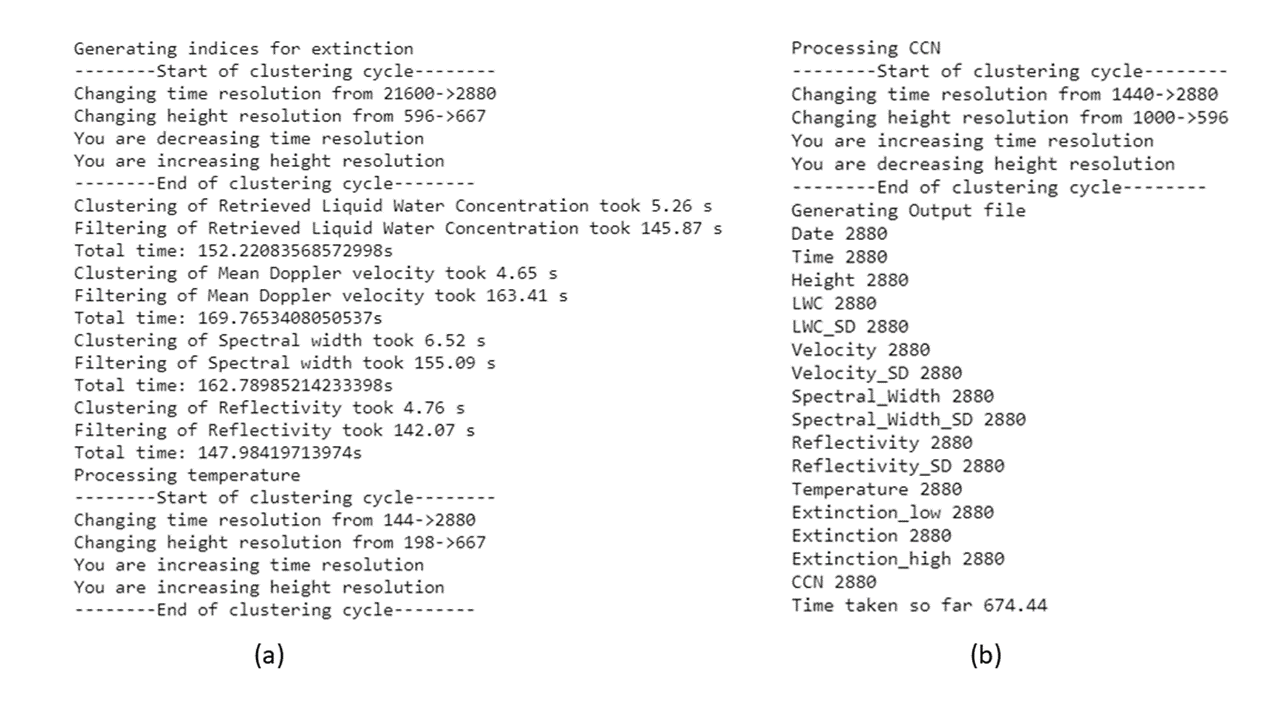 Generating indices for extinction
--------Start of clustering cycle--------
Changing time resolution from 21600->2880
Changing height resolution from 596->667
You are decreasing time resolution
You are increasing height resolution
--------End of clustering cycle--------
Clustering of Retrieved Liquid Water Concentration took 5.26 s
Filtering of Retrieved Liquid Water Concentration took 145.87 s
Total time: 152.22083568572998s
Clustering of Mean Doppler velocity took 4.65 s
Filtering of Mean Doppler velocity took 163.41 s
Total time: 169.7653408050537s
Clustering of Spectral width took 6.52 s
Filtering of Spectral width took 155.09 s
Total time: 162.78985214233398s
Clustering of Reflectivity took 4.76 s
Filtering of Reflectivity took 142.07 s
Total time: 147.98419713974s
Processing temperature
--------Start of clustering cycle--------
Changing time resolution from 144->2880
Changing height resolution from 198->667
You are increasing time resolution
You are increasing height resolution
--------End of clustering cycle--------
(a)
Processing CCN
--------Start of clustering cycle--------
Changing time resolution from 1440->2880
Changing height resolution from 1000->596
You are increasing time resolution
You are decreasing height resolution
--------End of clustering cycle--------
Generating Output file
Date 2880
Time 2880
Height 2880
LWC 2880
LWC_SD 2880
Velocity 2880
Velocity_SD 2880
Spectral_Width 2880
Spectral_Width_SD 2880
Reflectivity 2880
Reflectivity_SD 2880
Temperature 2880
Extinction_low 2880
Extinction 2880
Extinction_high 2880
CCN 2880
Time taken so far 674.44
(b)